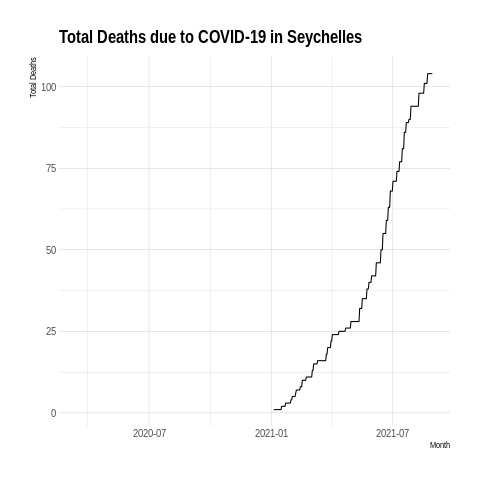 Total Deaths due to COVID-19 in Seychelles
Total Deaths
100
75
50
25
0
2020-07 2021-01 2021-07
Month